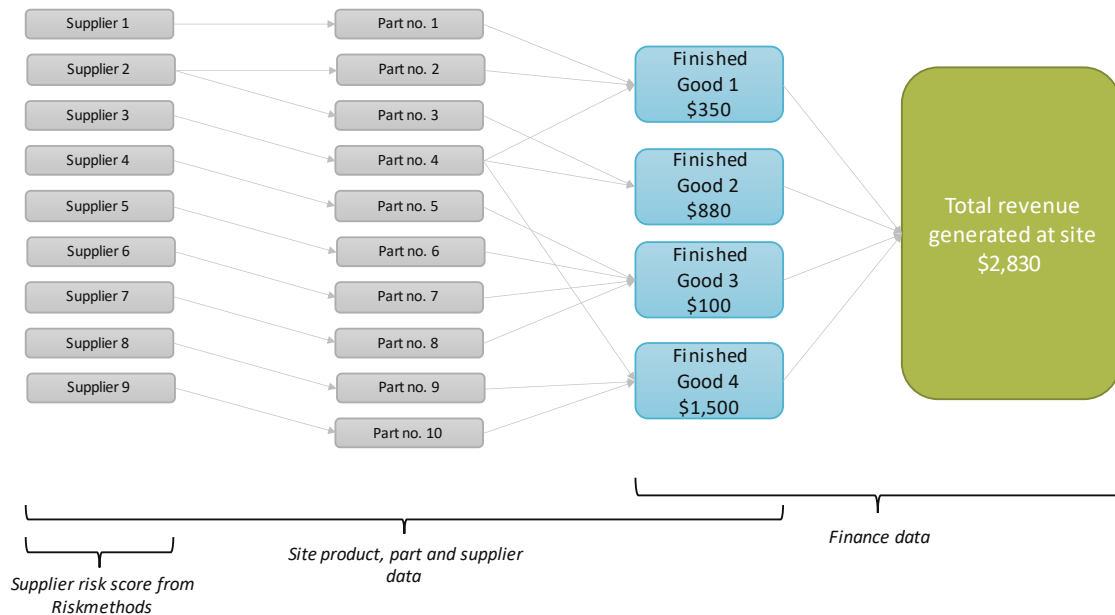 Supplier 1
Supplier 2
Supplier 3
Supplier 4
Supplier 5
Supplier 6
Supplier 7
Supplier 8
Supplier 9
Part no. 1
Part no. 2
Part no. 3
Part no. 4
Part no. 5
Part no. 6
Part no. 7
Part no. 8
Part no. 9
Part no. 10
Finished
Good 1
$350
Finished
Good 2
$880
Finished
Good 3
$100
Finished
Good 4
$1,500
Total revenue
generated at site
$2,830
Supplier risk score from
Riskmethods
Site product, part and supplier
data
Finance data